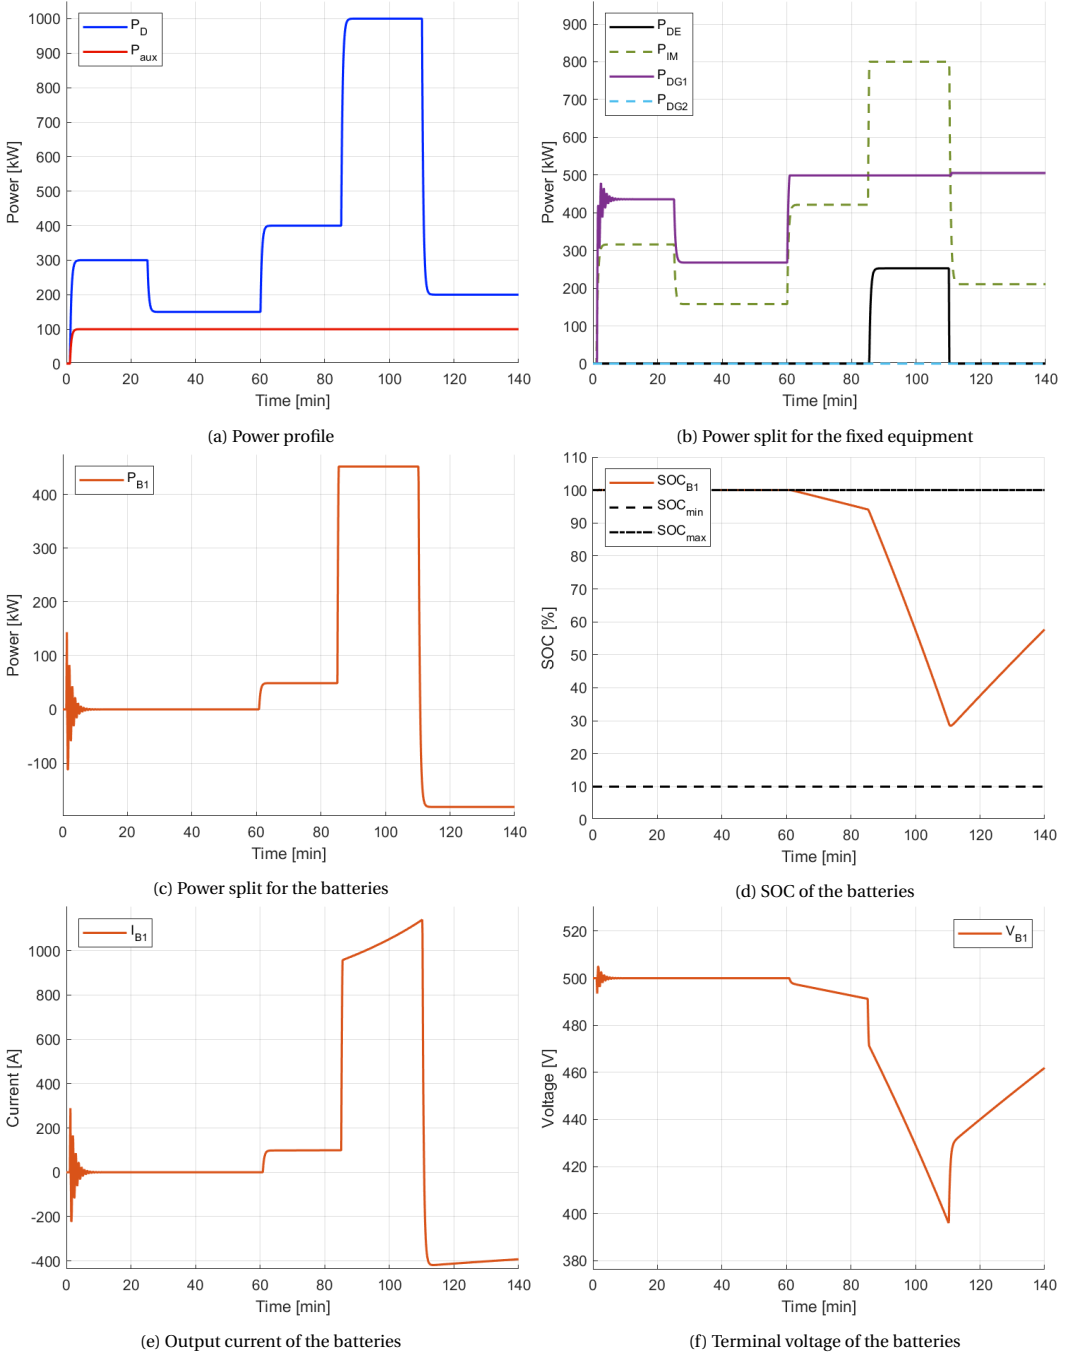 P_D
P_aux
1000
900
800
700
600
500
400
300
200
100
0
Power [kW]
0 20 40 60 80 100 120 140
Time [min]
(a) Power profile
P_DE
P_IM
P_DG1
P_DG2
900
800
700
600
500
400
300
200
100
0
Power [kW]
0 20 40 60 80 100 120 140
Time [min]
(b) Power split for the fixed equipment
P_B1
400
300
200
100
0
-100
Power [kW]
0 20 40 60 80 100 120 140
Time [min]
(c) Power split for the batteries
SOC_B1
SOC_min
SOC_max
110
100
90
80
70
60
50
40
30
20
10
0
SOC [%]
0 20 40 60 80 100 120 140
Time [min]
(d) SOC of the batteries
I_B1
1000
800
600
400
200
0
-200
-400
Current [A]
0 20 40 60 80 100 120 140
Time [min]
(e) Output current of the batteries
V_B1
520
500
480
460
440
420
400
380
Voltage [V]
0 20 40 60 80 100 120 140
Time [min]
(f) Terminal voltage of the batteries